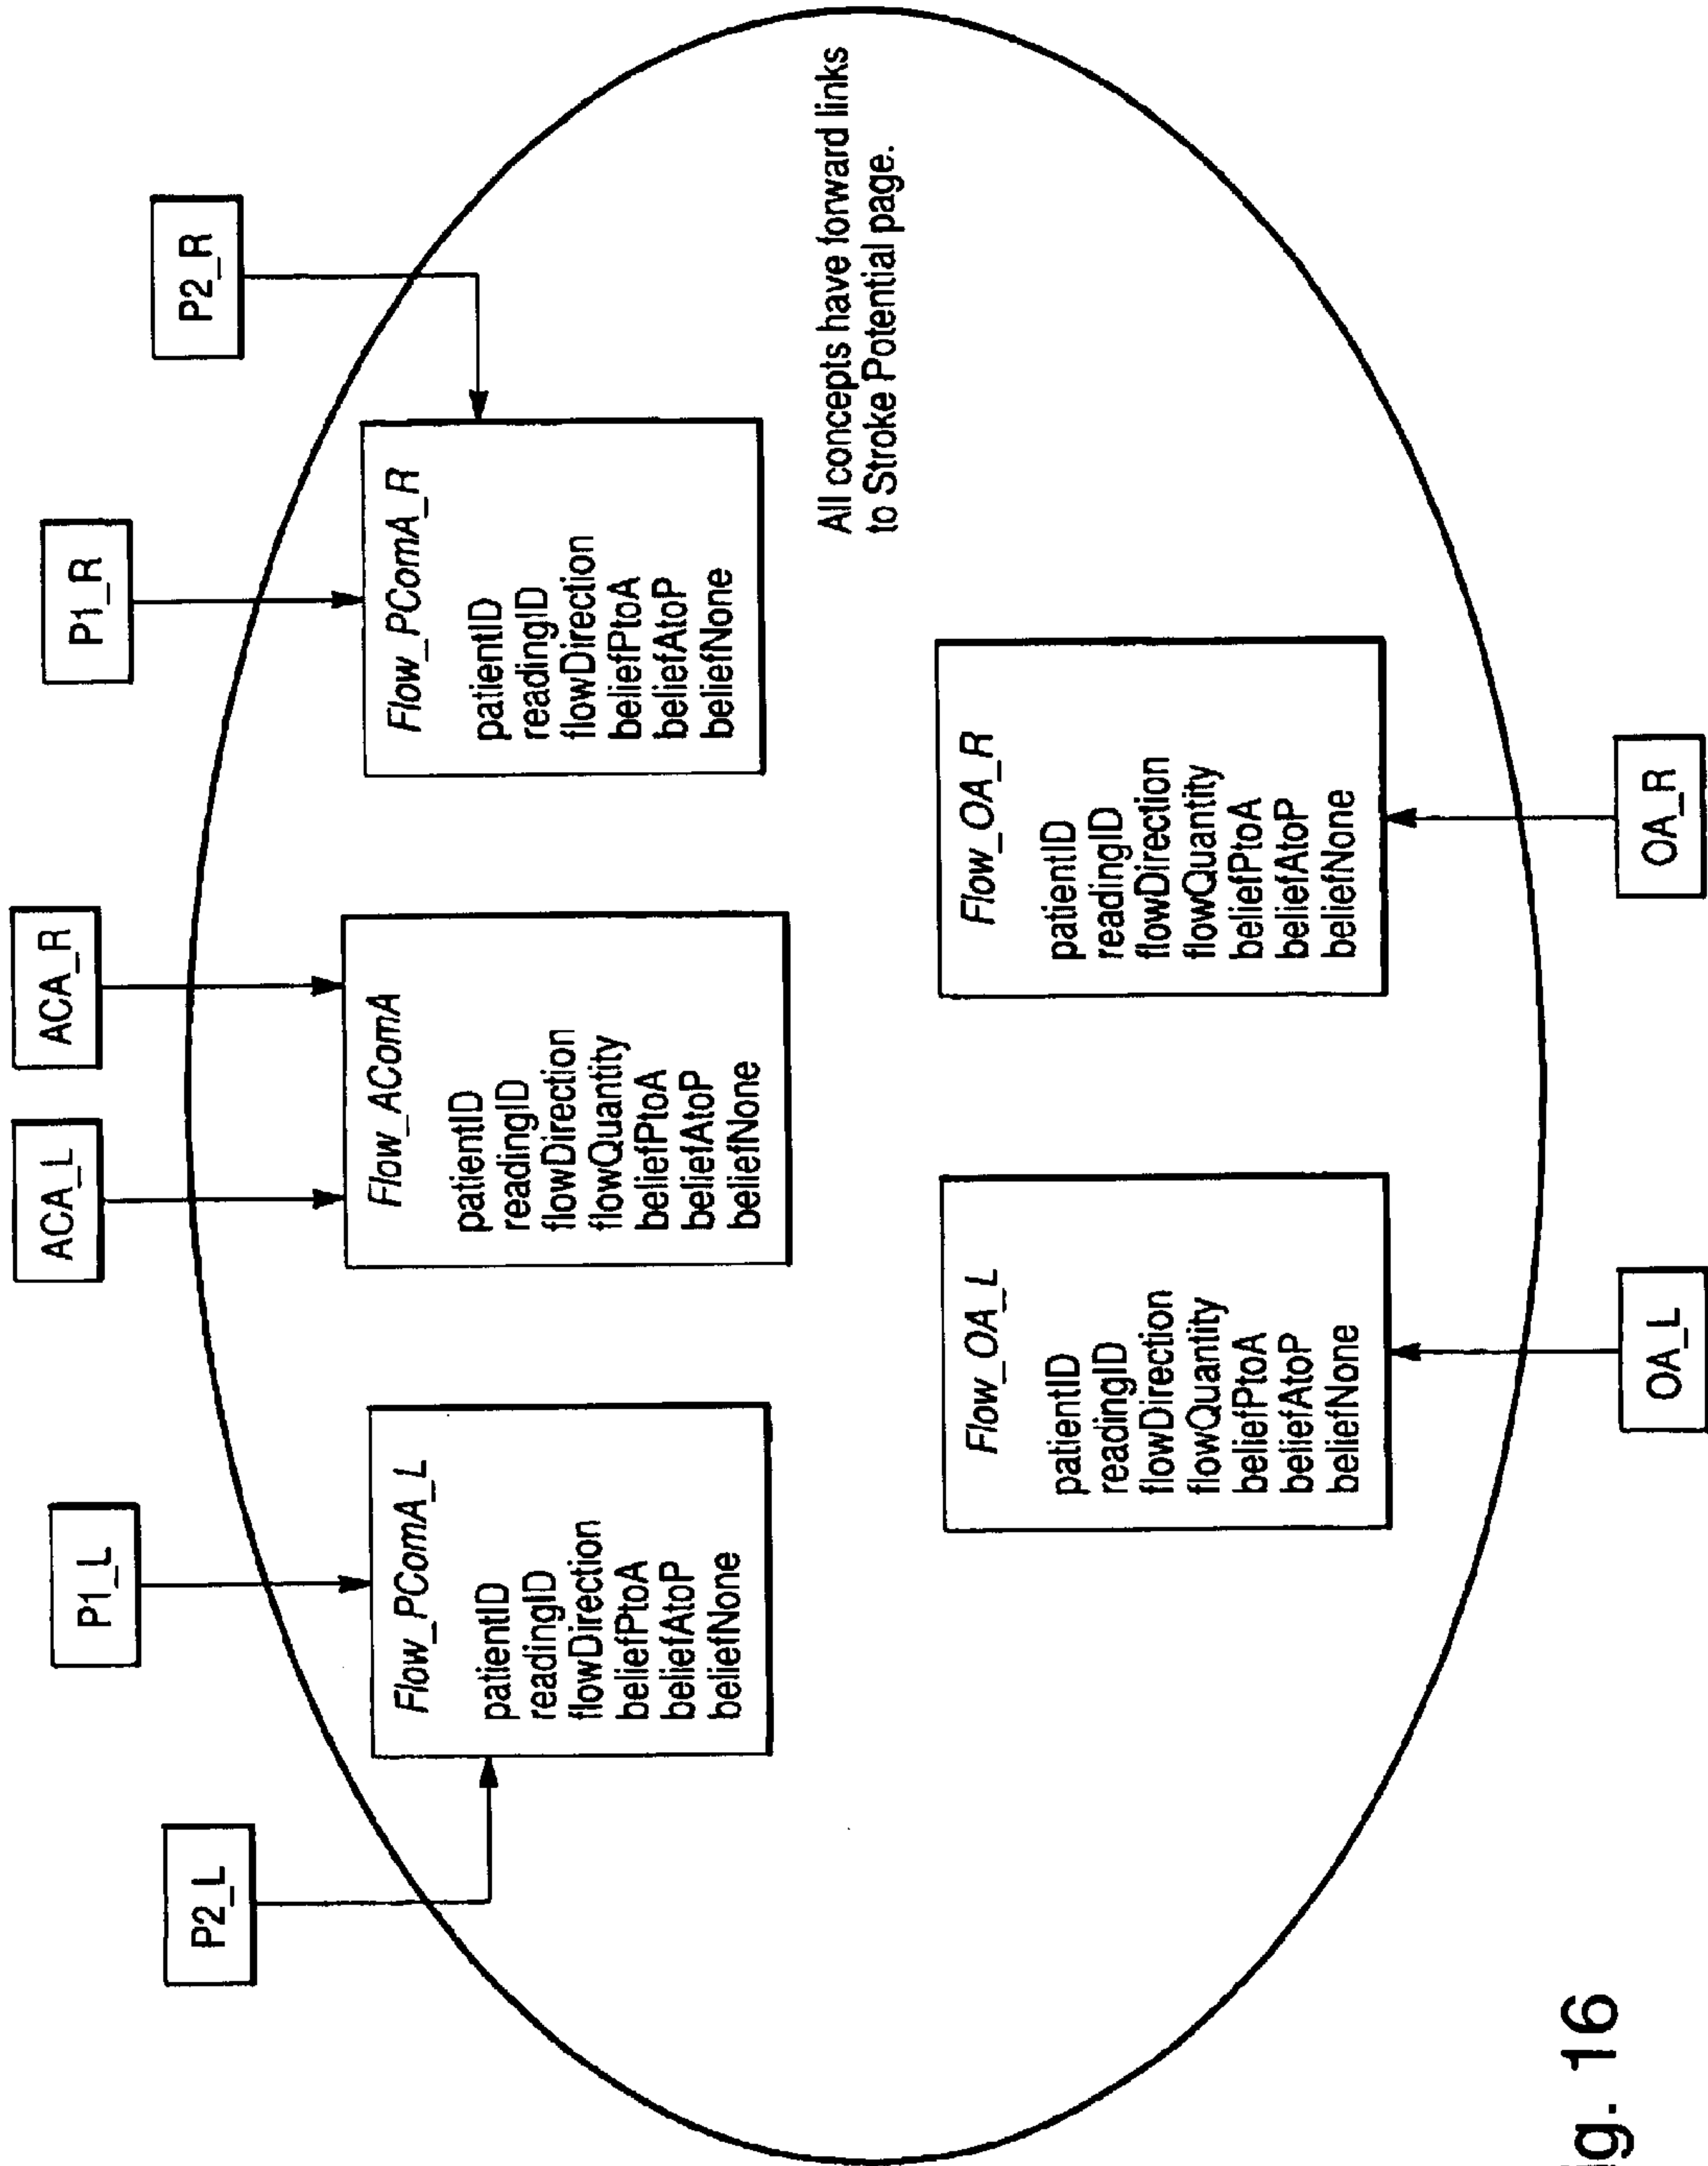 P2_L
P1_L
ACA_L
ACA_R
P1_R
P2_R
Flow_PComA_L
patientID
readingID
flowDirection
beliefPtoA
beliefAtoP
beliefNone
Flow_AComA
patientID
readingID
flowDirection
flowQuantity
beliefPtoA
beliefAtoP
beliefNone
Flow_PComA_R
patientID
readingID
flowDirection
beliefPtoA
beliefAtoP
beliefNone
All concepts have forward links
to Stroke Potential page.
Flow_OA_L
patientID
readingID
flowDirection
flowQuantity
beliefPtoA
beliefAtoP
beliefNone
Flow_OA_R
patientID
readingID
flowDirection
flowQuantity
beliefPtoA
beliefAtoP
beliefNone
OA_L
OA_R
ig. 16